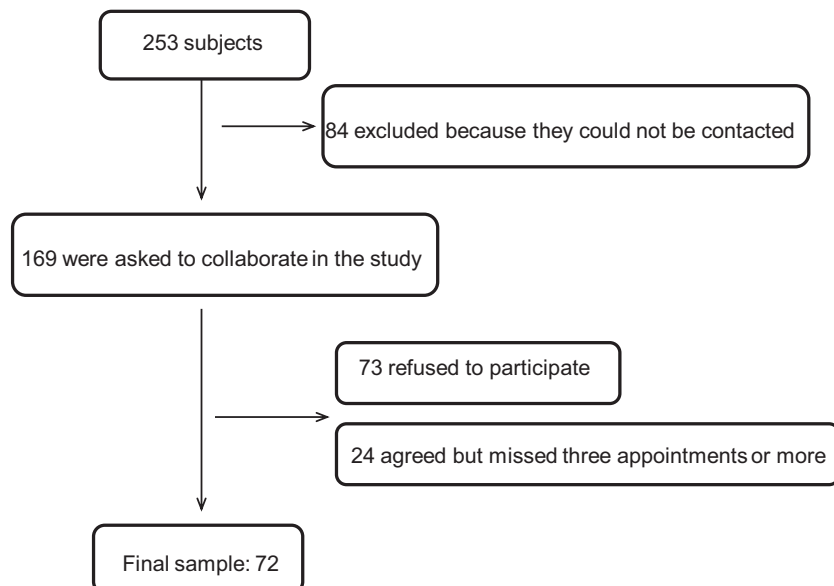 253 subjects
84 excluded because they could not be contacted
169 were asked to collaborate in the study
73 refused to participate
24 agreed but missed three appointments or more
Final sample: 72